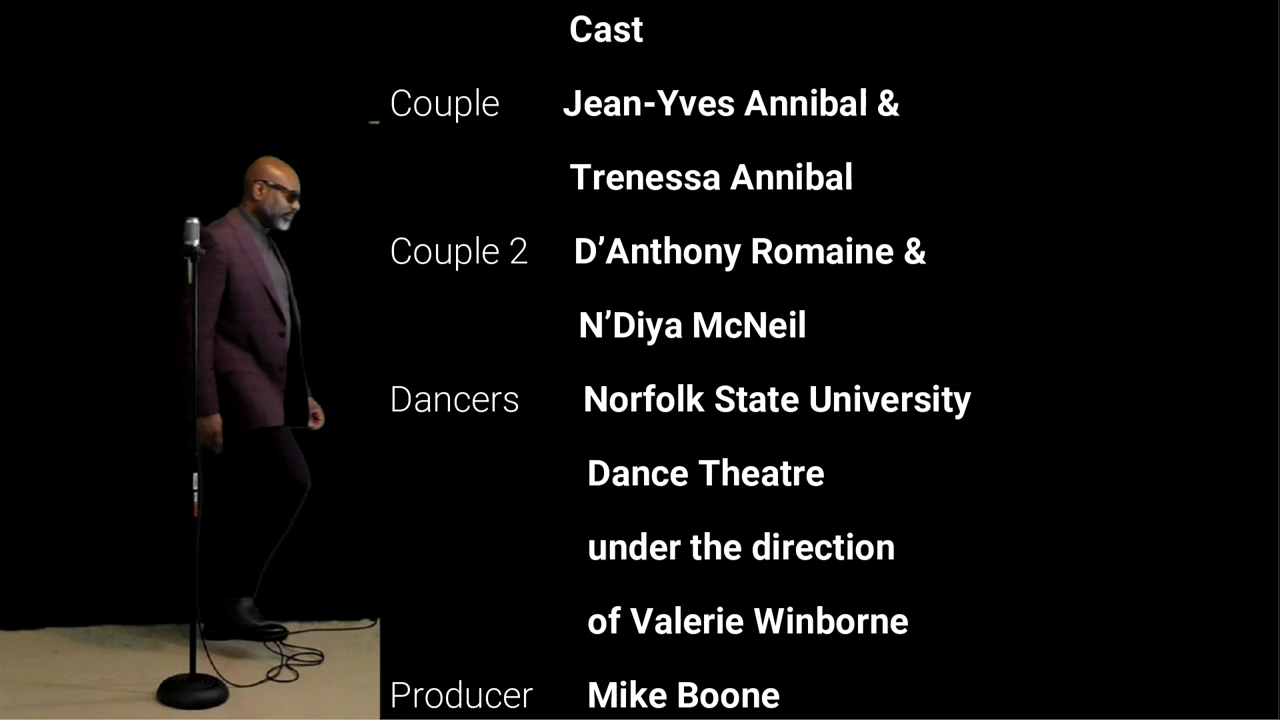 Cast
Couple Jean-Yves Annibal &
Trenessa Annibal
Couple 2 D’Anthony Romaine &
N’Diya McNeil
Dancers Norfolk State University
Dance Theatre
under the direction
of Valerie Winborne
Producer Mike Boone